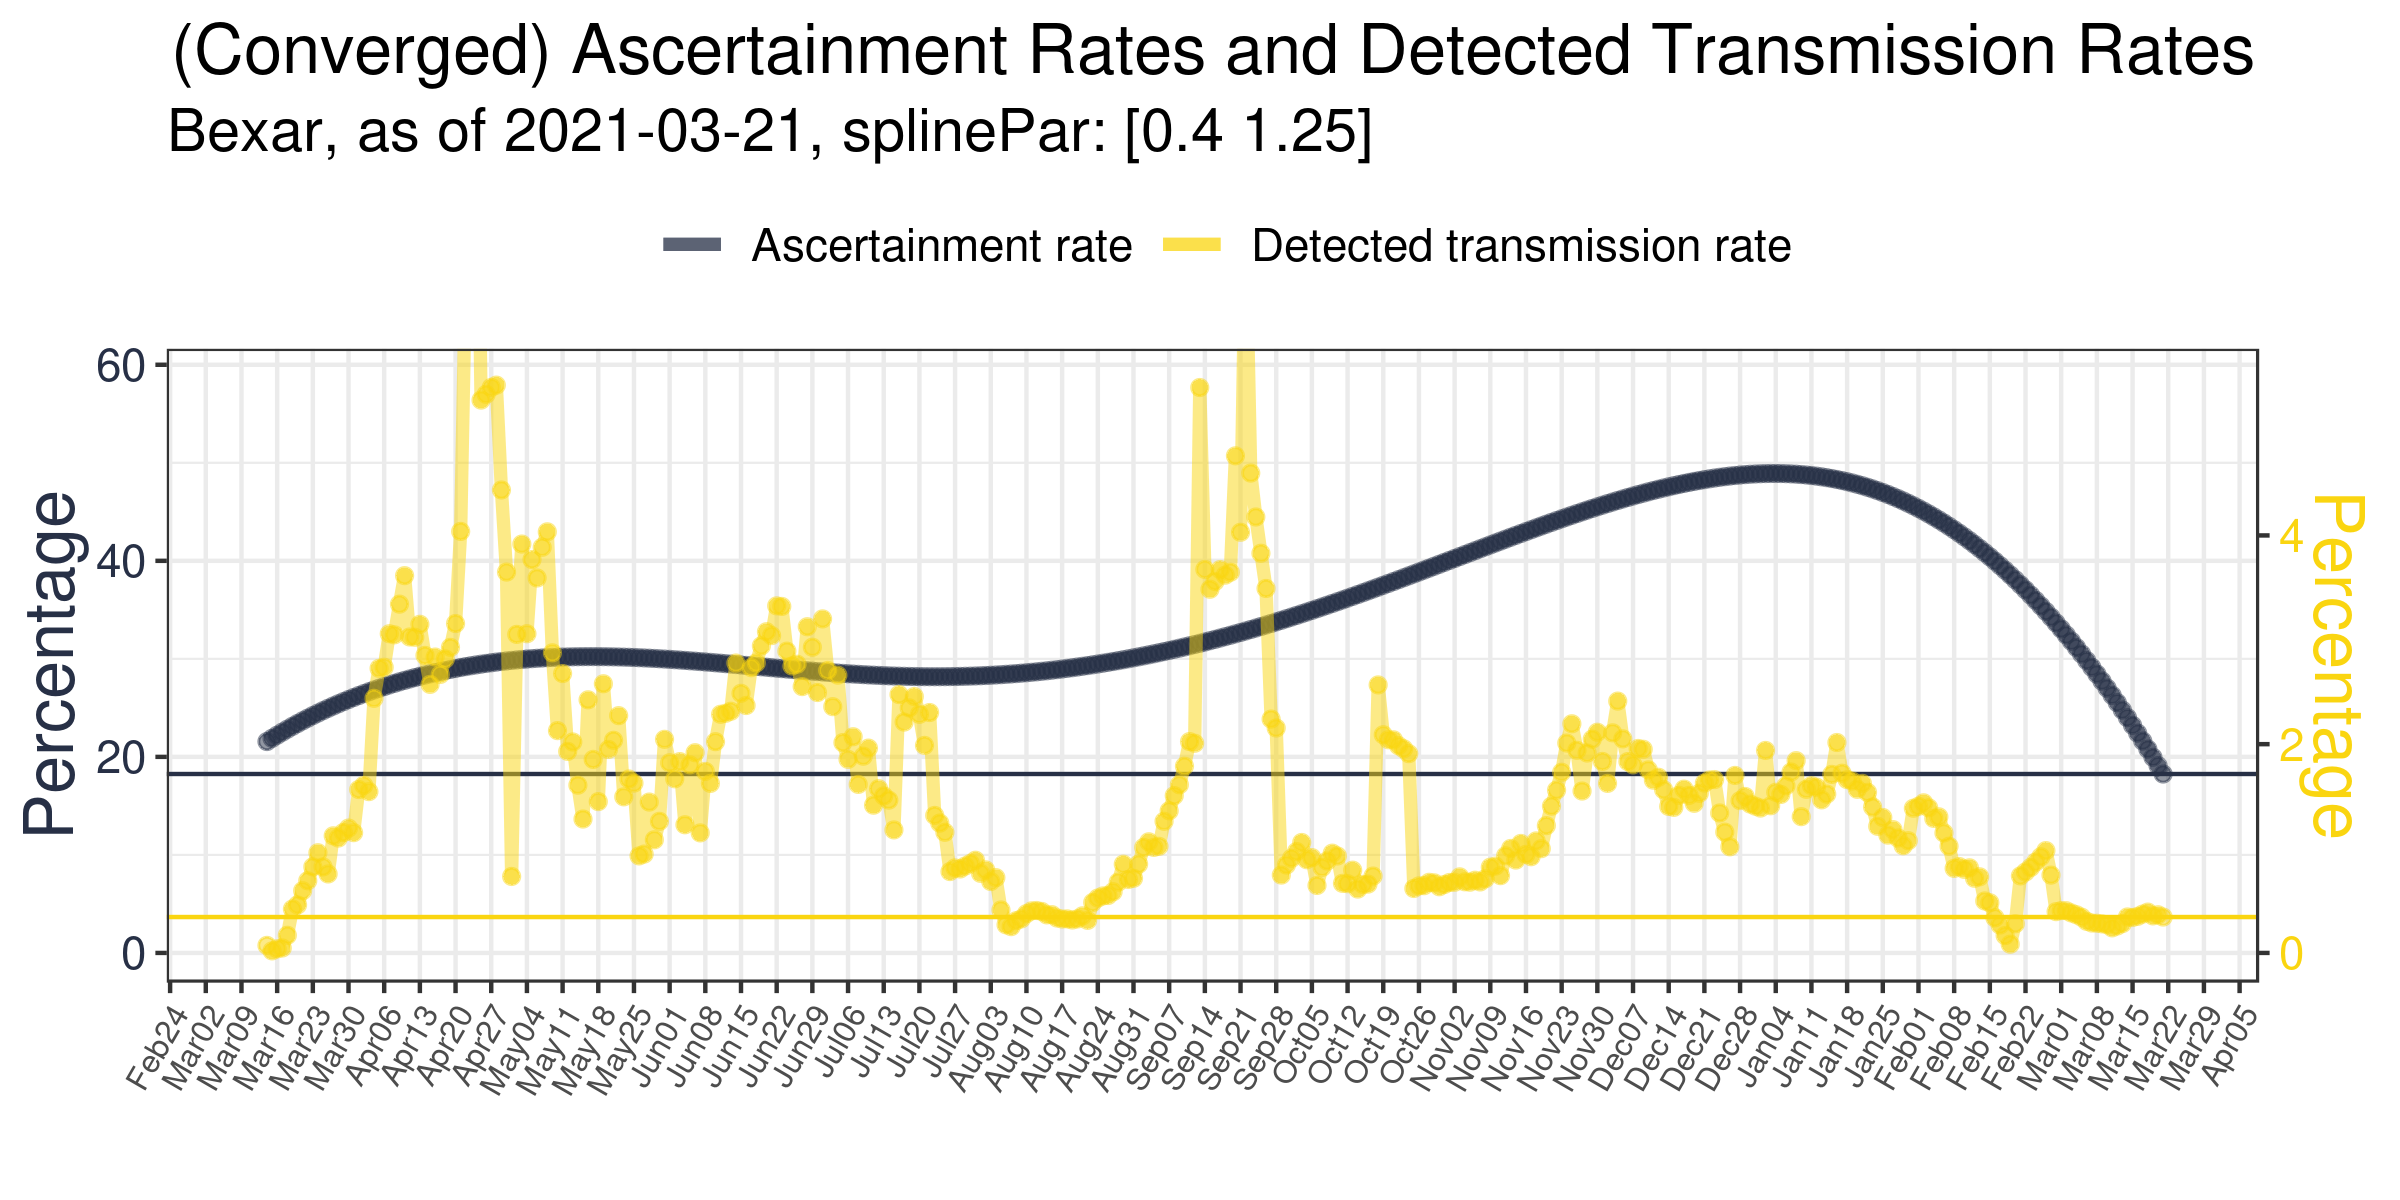 (Converged) Ascertainment Rates and Detected Transmission Rates
Bexar, as of 2021-03-21, splinePar: [0.4 1.25]
Ascertainment rate Detected transmission rate
Percentage
60
40
20
0
4
2
0
Percentage
Feb24 Mar02 Mar09 Mar16 Mar23 Mar30 Apr06 Apr13 Apr20 Apr27 May04 May11 May18 May25 Jun01 Jun08 Jun15 Jun22 Jun29 Jul06 Jul13 Jul20 Jul27 Aug03 Aug10 Aug17 Aug24 Aug31 Sep07 Sep14 Sep21 Sep28 Oct05 Oct12 Oct19 Oct26 Nov02 Nov09 Nov16 Nov23 Nov30 Dec07 Dec14 Dec21 Dec28 Jan04 Jan11 Jan18 Jan25 Feb01 Feb08 Feb15 Feb22 Mar01 Mar08 Mar15 Mar22 Mar29 Apr05